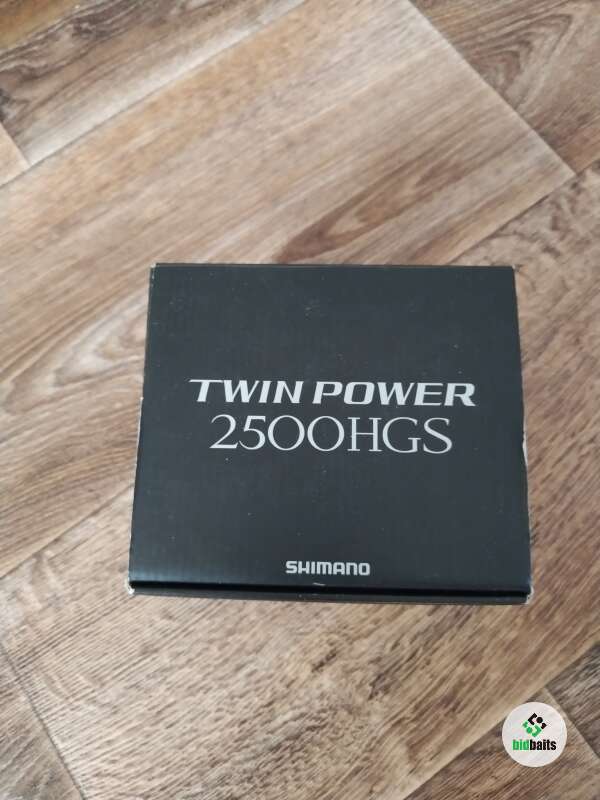 TWIN POWER
2500HGS
SHIMANO
bidbaits